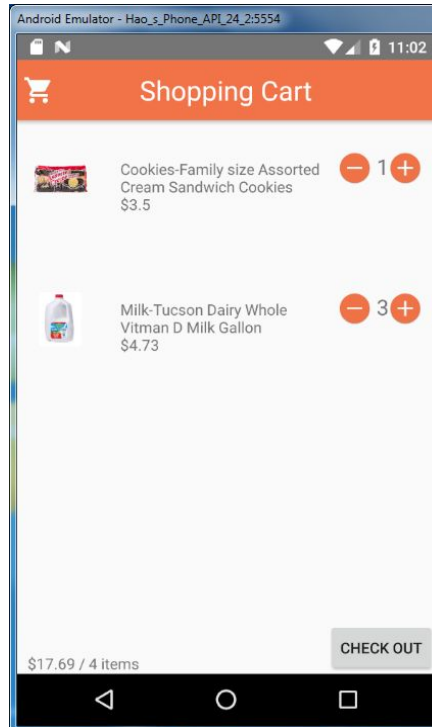 Android Emulator - Hao_s_Phone_API_24_2:5554
11:02
Shopping Cart
Cookies-Family size Assorted
Cream Sandwich Cookies
$3.5
1
Milk-Tucson Dairy Whole
Vitman D Milk Gallon
$4.73
3
$17.69 / 4 items
CHECK OUT